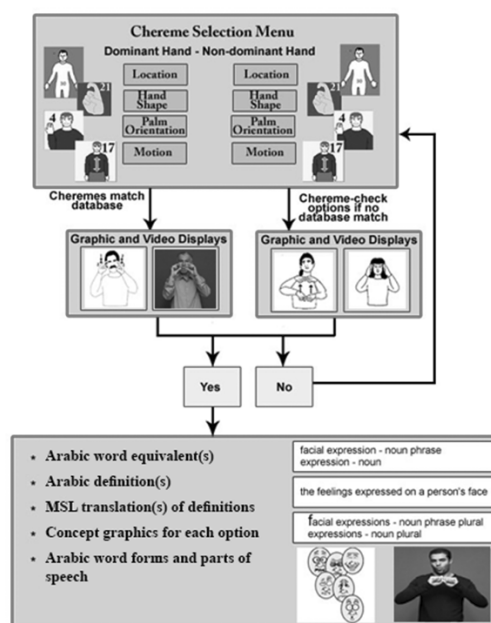 Chereme Selection Menu
Dominant Hand - Non-dominant Hand
Location
Hand
Shape
Palm
Orientation
Motion
21
4
17
Location
Hand
Shape
Palm
Orientation
Motion
21
4
17
Cheremes match
database
Chereme-check
options if no
database match
Graphic and Video Displays
Graphic and Video Displays
Yes
No
* Arabic word equivalent(s)
* Arabic definition(s)
* MSL translation(s) of definitions
* Concept graphics for each option
* Arabic word forms and parts of
speech
facial expression - noun phrase
expression - noun
the feelings expressed on a person's face
facial expressions - noun phrase plural
expressions - noun plural